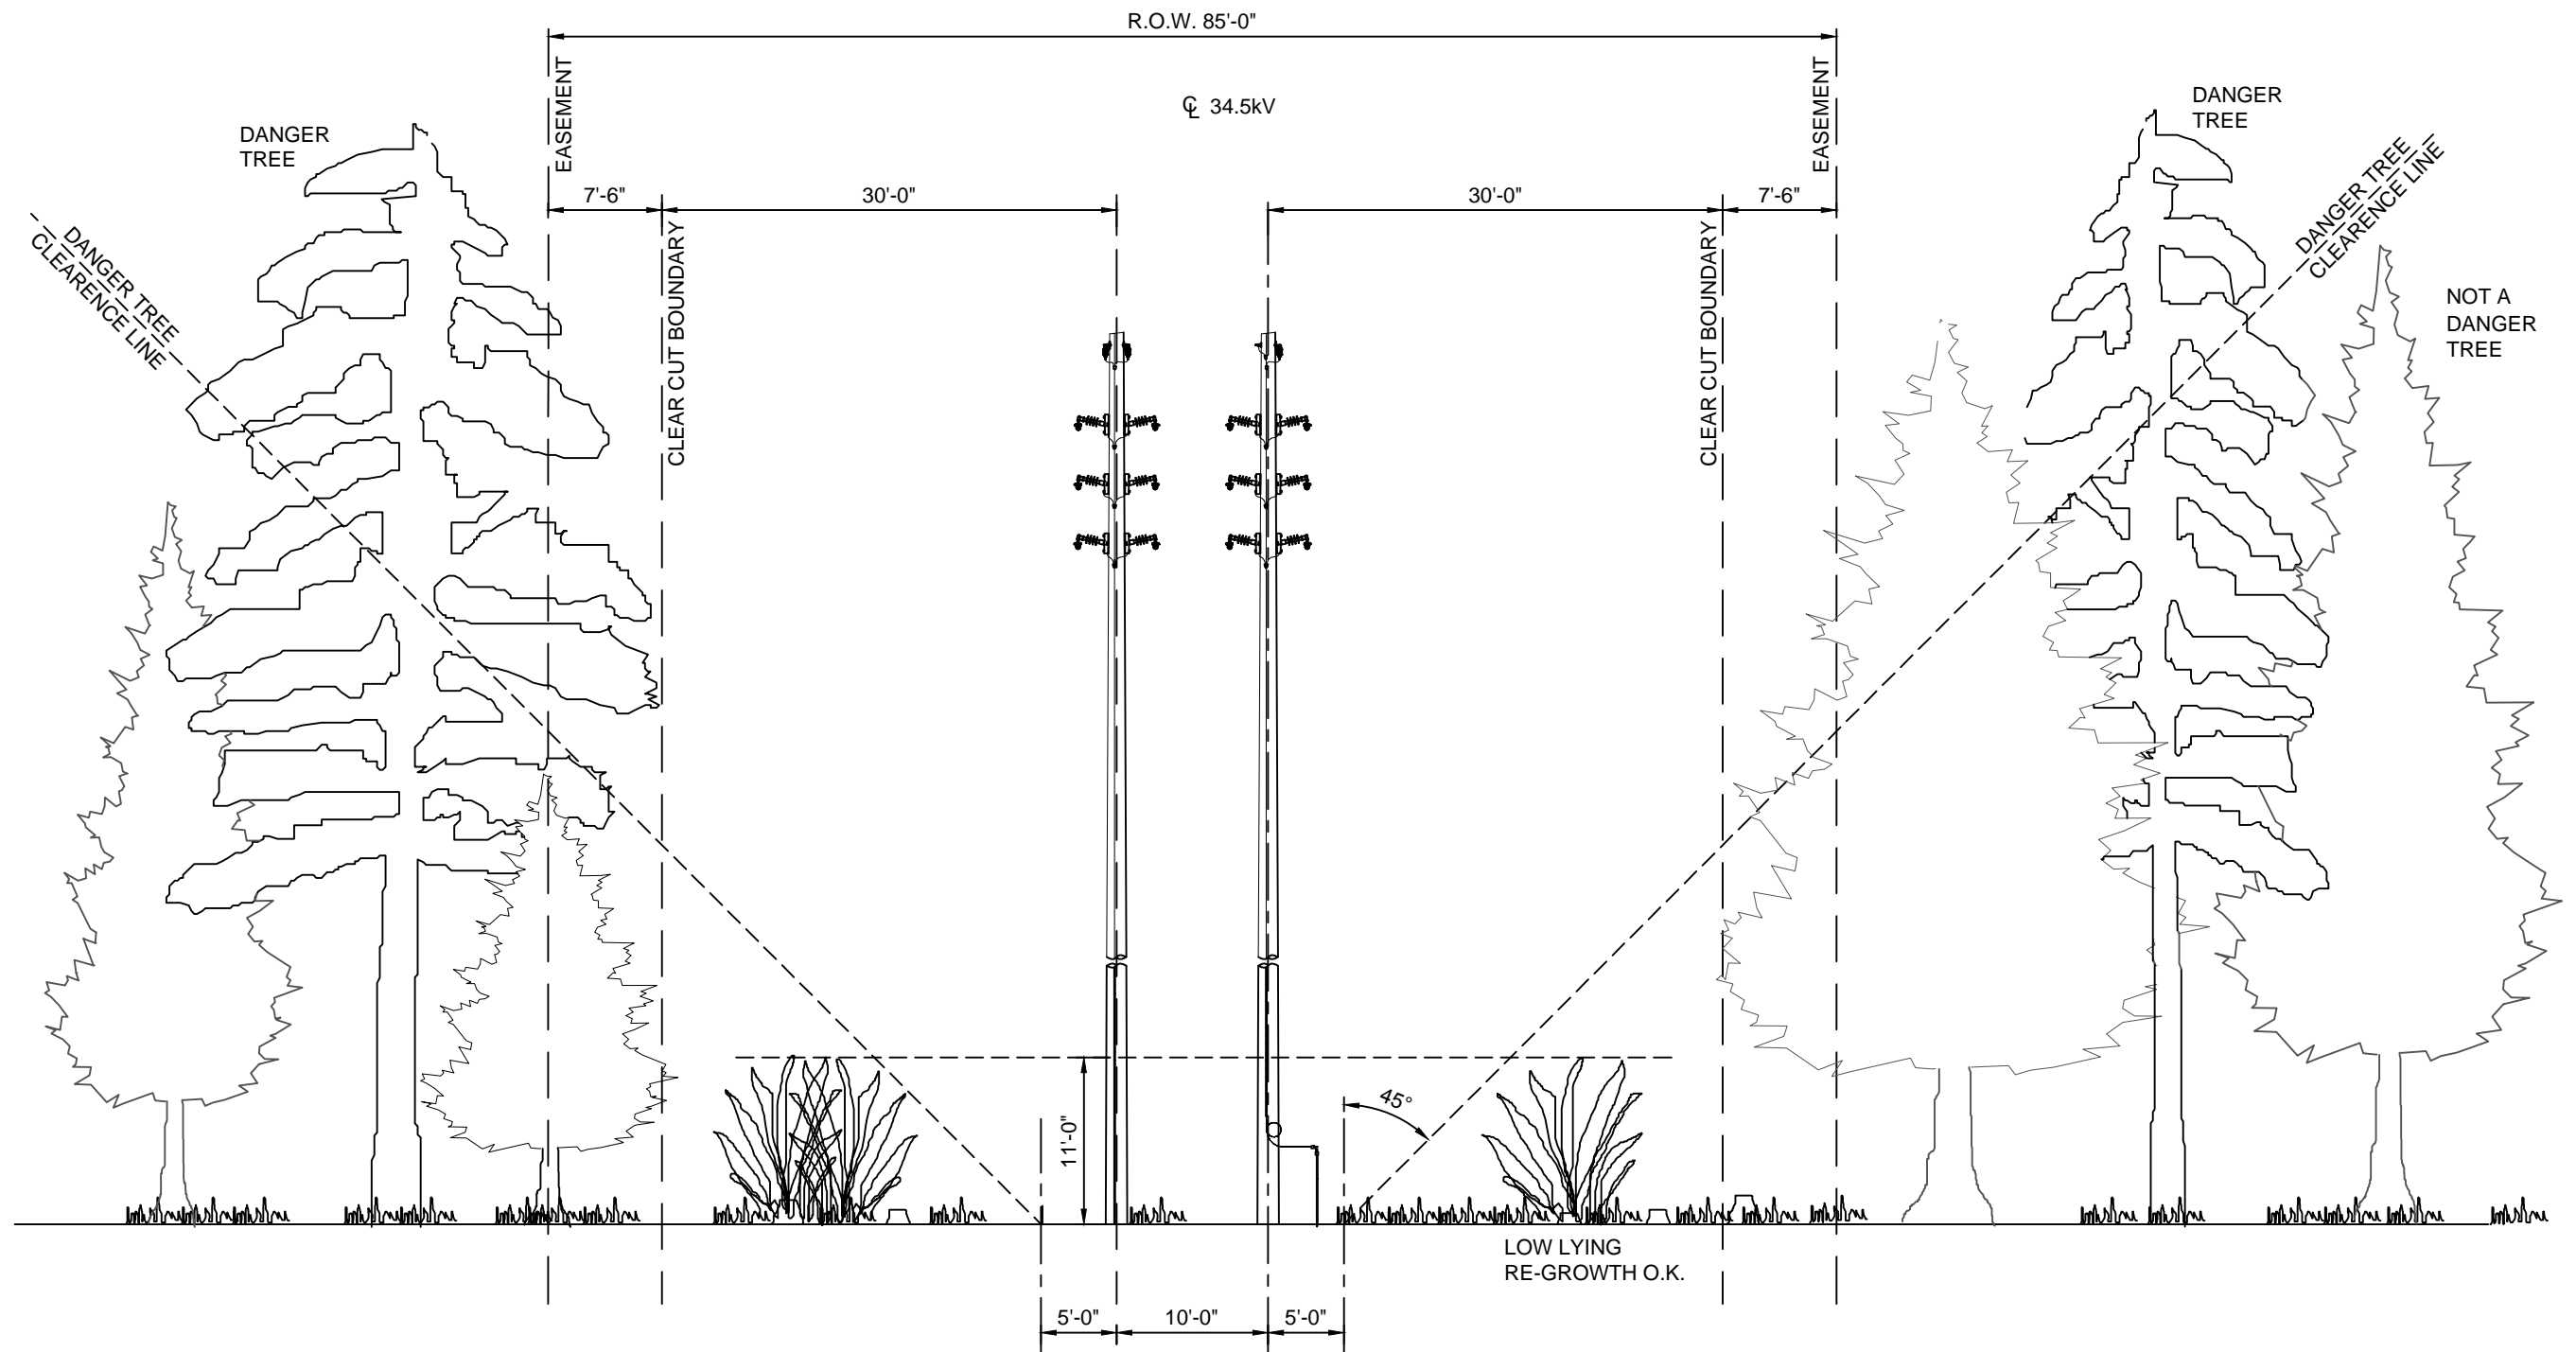 R.O.W. 85'-0"
EASEMENT
EASEMENT
℄ 34.5kV
DANGER
TREE
DANGER
TREE
7'-6"
30'-0"
30'-0"
7'-6"
DANGER TREE
CLEARENCE LINE
CLEAR CUT BOUNDARY
CLEAR CUT BOUNDARY
DANGER TREE
CLEARENCE LINE
NOT A
DANGER
TREE
11'-0"
45°
LOW LYING
RE-GROWTH O.K.
5'-0"
10'-0"
5'-0"